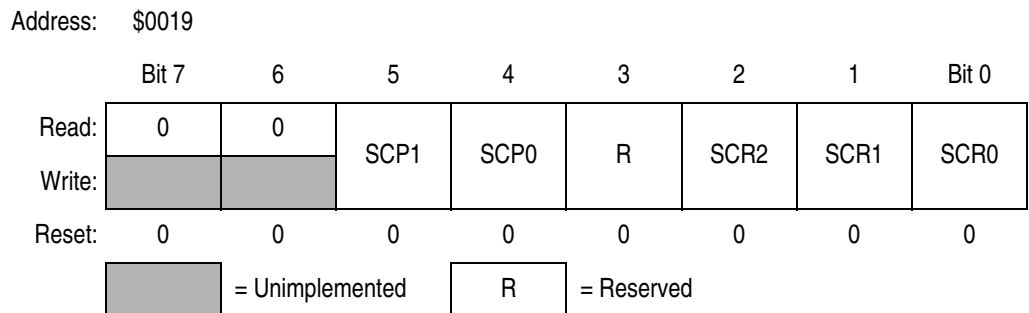 Address: $0019
Bit 7 6 5 4 3 2 1 Bit 0
Read: 0 0 SCP1 SCP0 R SCR2 SCR1 SCR0
Write:
Reset: 0 0 0 0 0 0 0 0
= Unimplemented R = Reserved